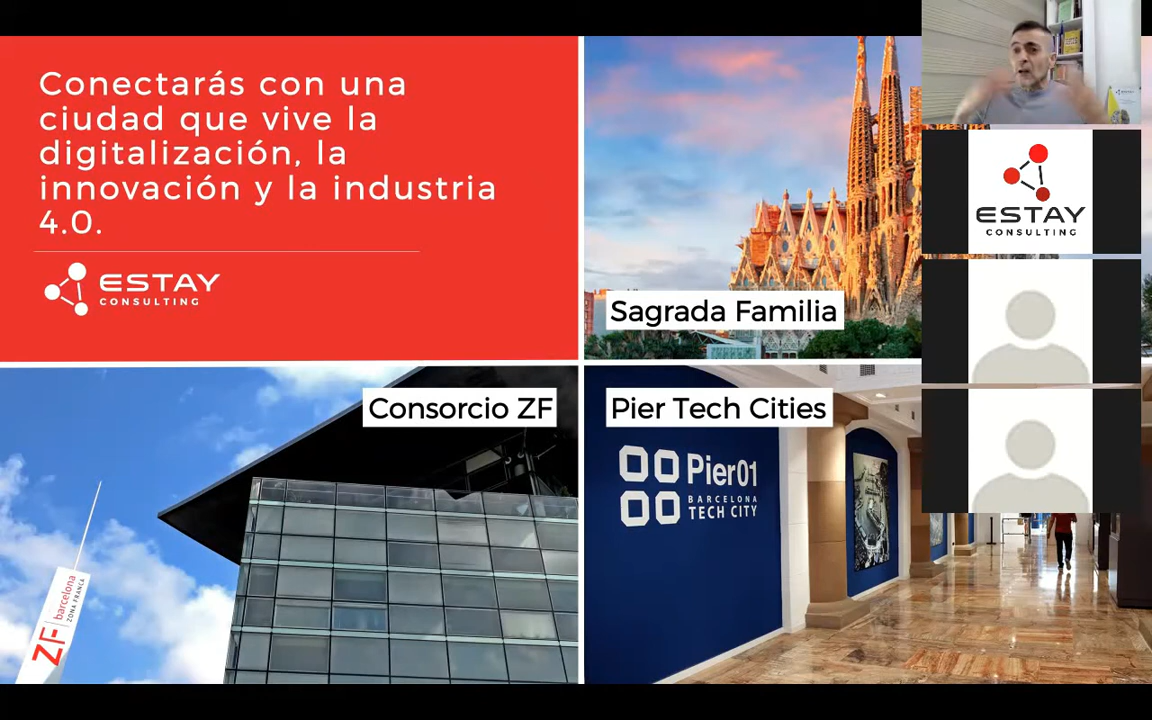 Conectarás con una
ciudad que vive la
digitalización, la
innovación y la industria
4.0.
ESTAY
CONSULTING
Sagrada Familia
ESTAY
CONSULTING
Consorcio ZF
Pier Tech Cities
Pier01
BARCELONA
TECH CITY
ZF barcelona
ZONA FRANCA